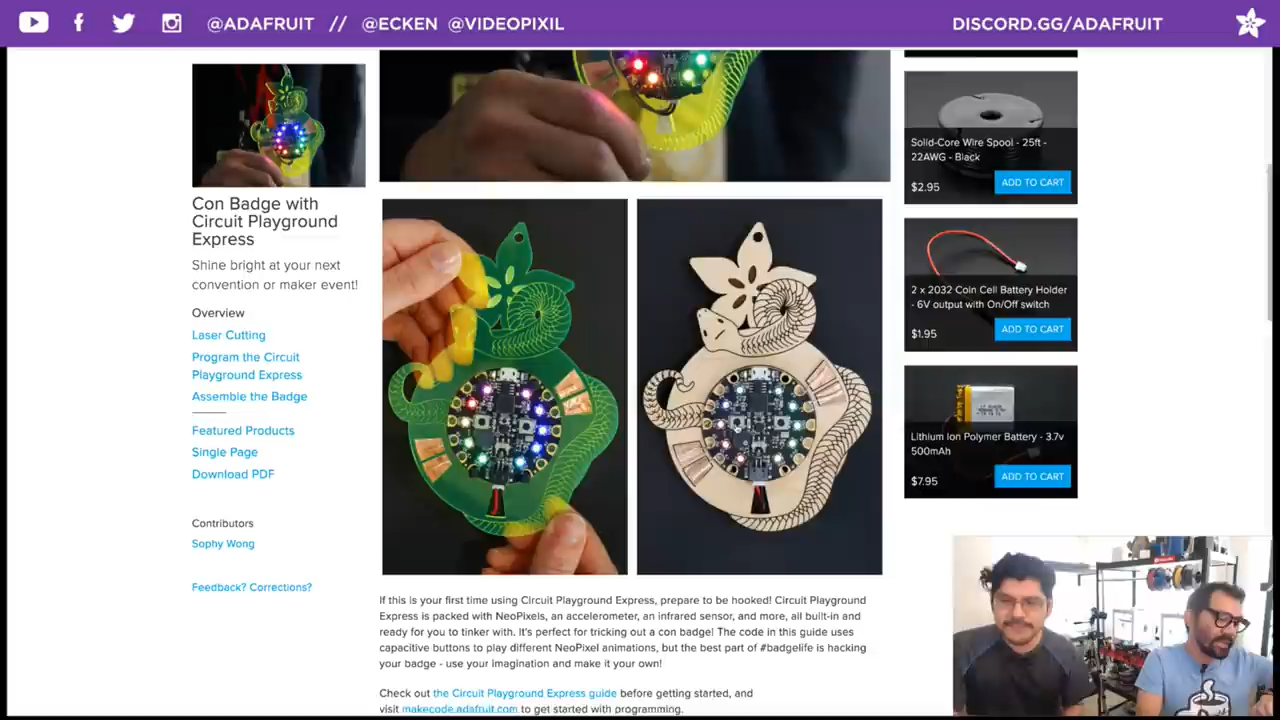 @ADAFRUIT // @ECKEN @VIDEOPIXIL
DISCORD.GG/ADAFRUIT
Con Badge with
Circuit Playground
Express
Shine bright at your next
convention or maker event!
Overview
Laser Cutting
Program the Circuit
Playground Express
Assemble the Badge
Featured Products
Single Page
Download PDF
Contributors
Sophy Wong
Feedback? Corrections?
If this is your first time using Circuit Playground Express, prepare to be hooked! Circuit Playground
Express is packed with NeoPixels, an accelerometer, an infrared sensor, and more, all built-in and
ready for you to tinker with. It's perfect for tricking out a con badge! The code in this guide uses
capacitive buttons to play different NeoPixel animations, but the best part of #badgelife is hacking
your badge - use your imagination and make it your own!
Check out the Circuit Playground Express guide before getting started, and
visit makecode.adafruit.com to get started with programming.
Solid-Core Wire Spool - 25ft -
22AWG - Black
$2.95
ADD TO CART
2 x 2032 Coin Cell Battery Holder
- 6V output with On/Off switch
$1.95
ADD TO CART
Lithium Ion Polymer Battery - 3.7v
500mAh
$7.95
ADD TO CART